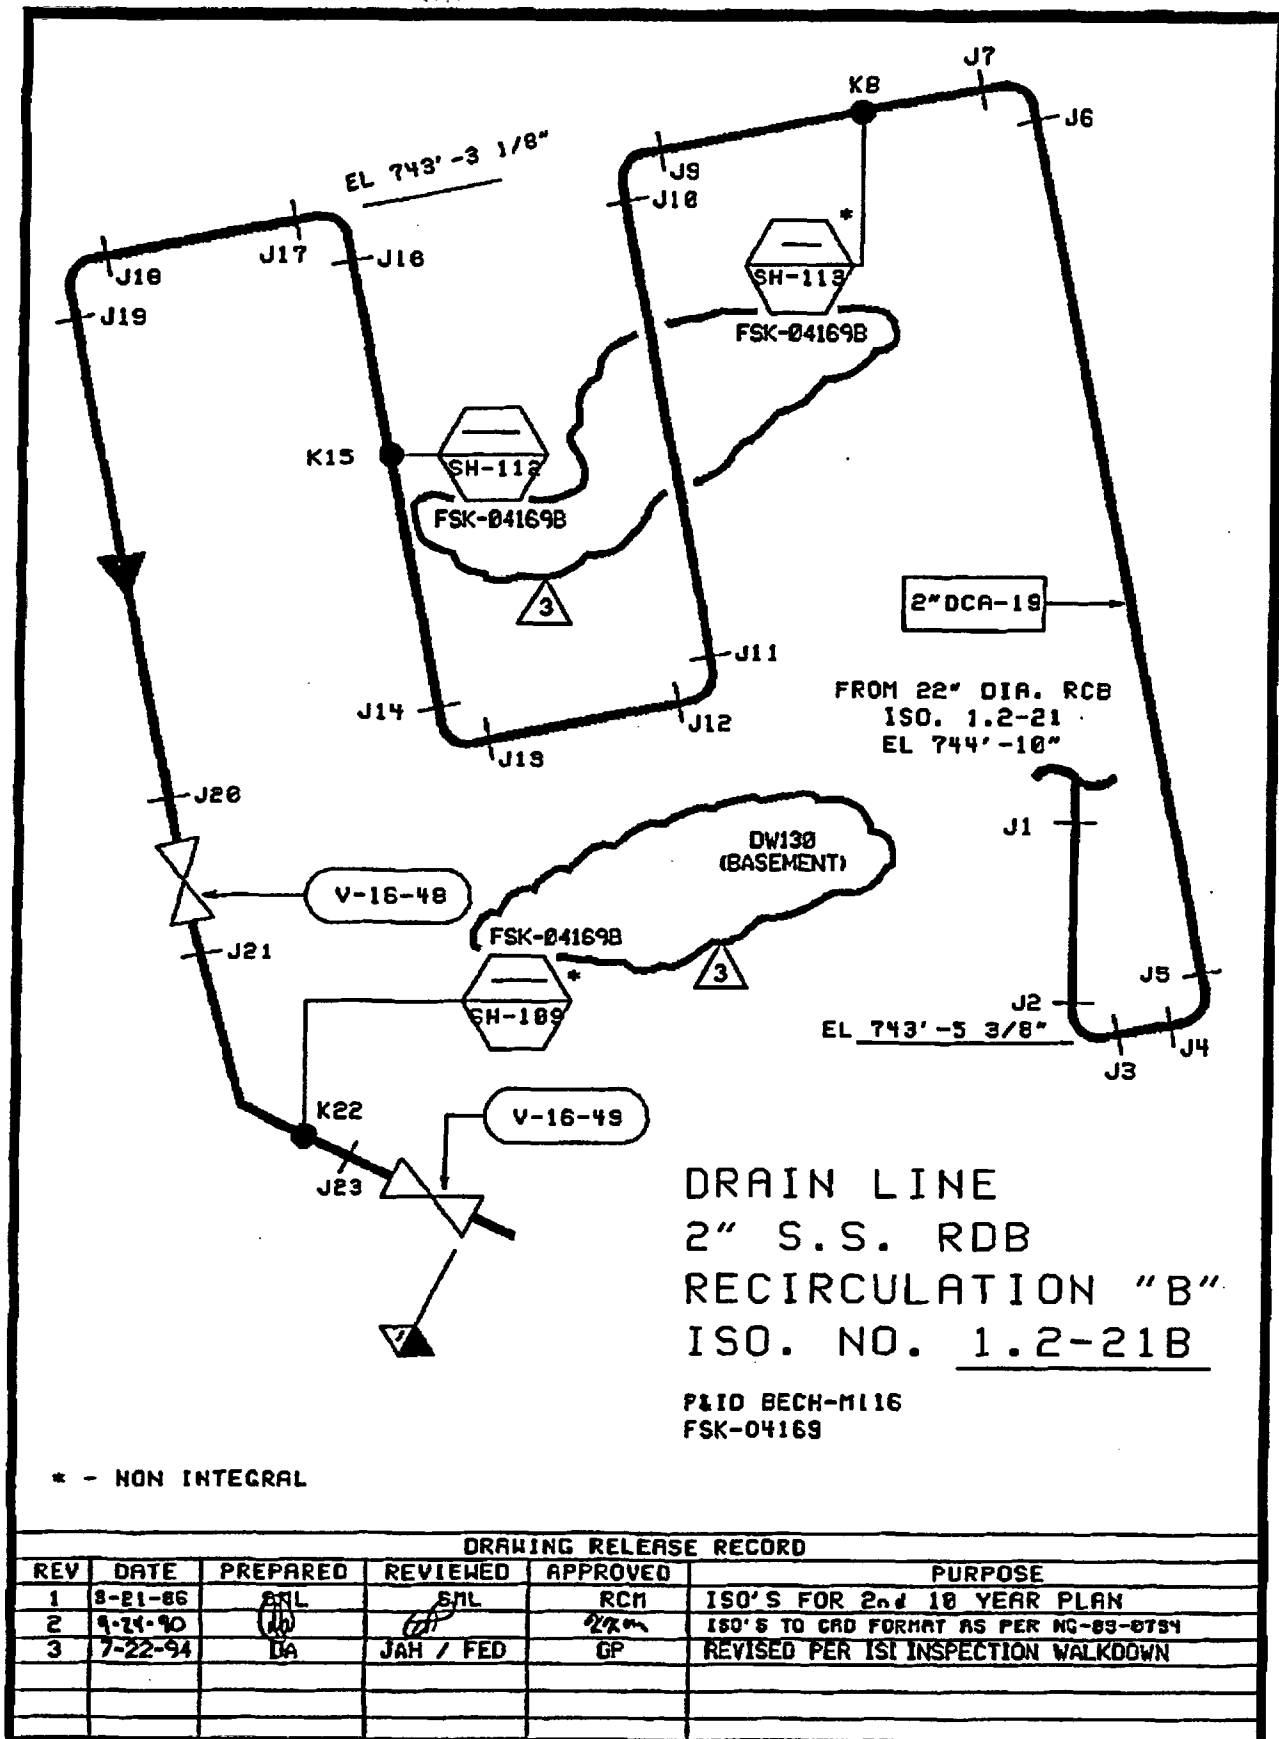 J7
K8
J6
EL 743'-3 1/8"
J9
J10
*
J17
J16
J18
SH-113
J19
FSK-04169B
K15
SH-112
FSK-04169B
3
2"DCA-19
J11
FROM 22" DIA. RCB
ISO. 1.2-21
EL 744'-10"
J14
J12
J13
J20
J1
DW130
(BASEMENT)
V-16-48
FSK-04169B
J21
*
3
J5
J2
SH-109
EL 743'-5 3/8"
J4
J3
K22
V-16-49
J23
DRAIN LINE
2" S.S. RDB
RECIRCULATION "B"
ISO. NO. 1.2-21B
P&ID BECH-M116
FSK-04169
* - NON INTEGRAL
DRAWING RELEASE RECORD
REV DATE PREPARED REVIEWED APPROVED PURPOSE
1 8-21-86 SML SML RCM ISO'S FOR 2nd 10 YEAR PLAN
2 9-24-90 ISO'S TO CAD FORMAT AS PER NG-89-0794
3 7-22-94 DA JAH / FED GP REVISED PER ISI INSPECTION WALKDOWN